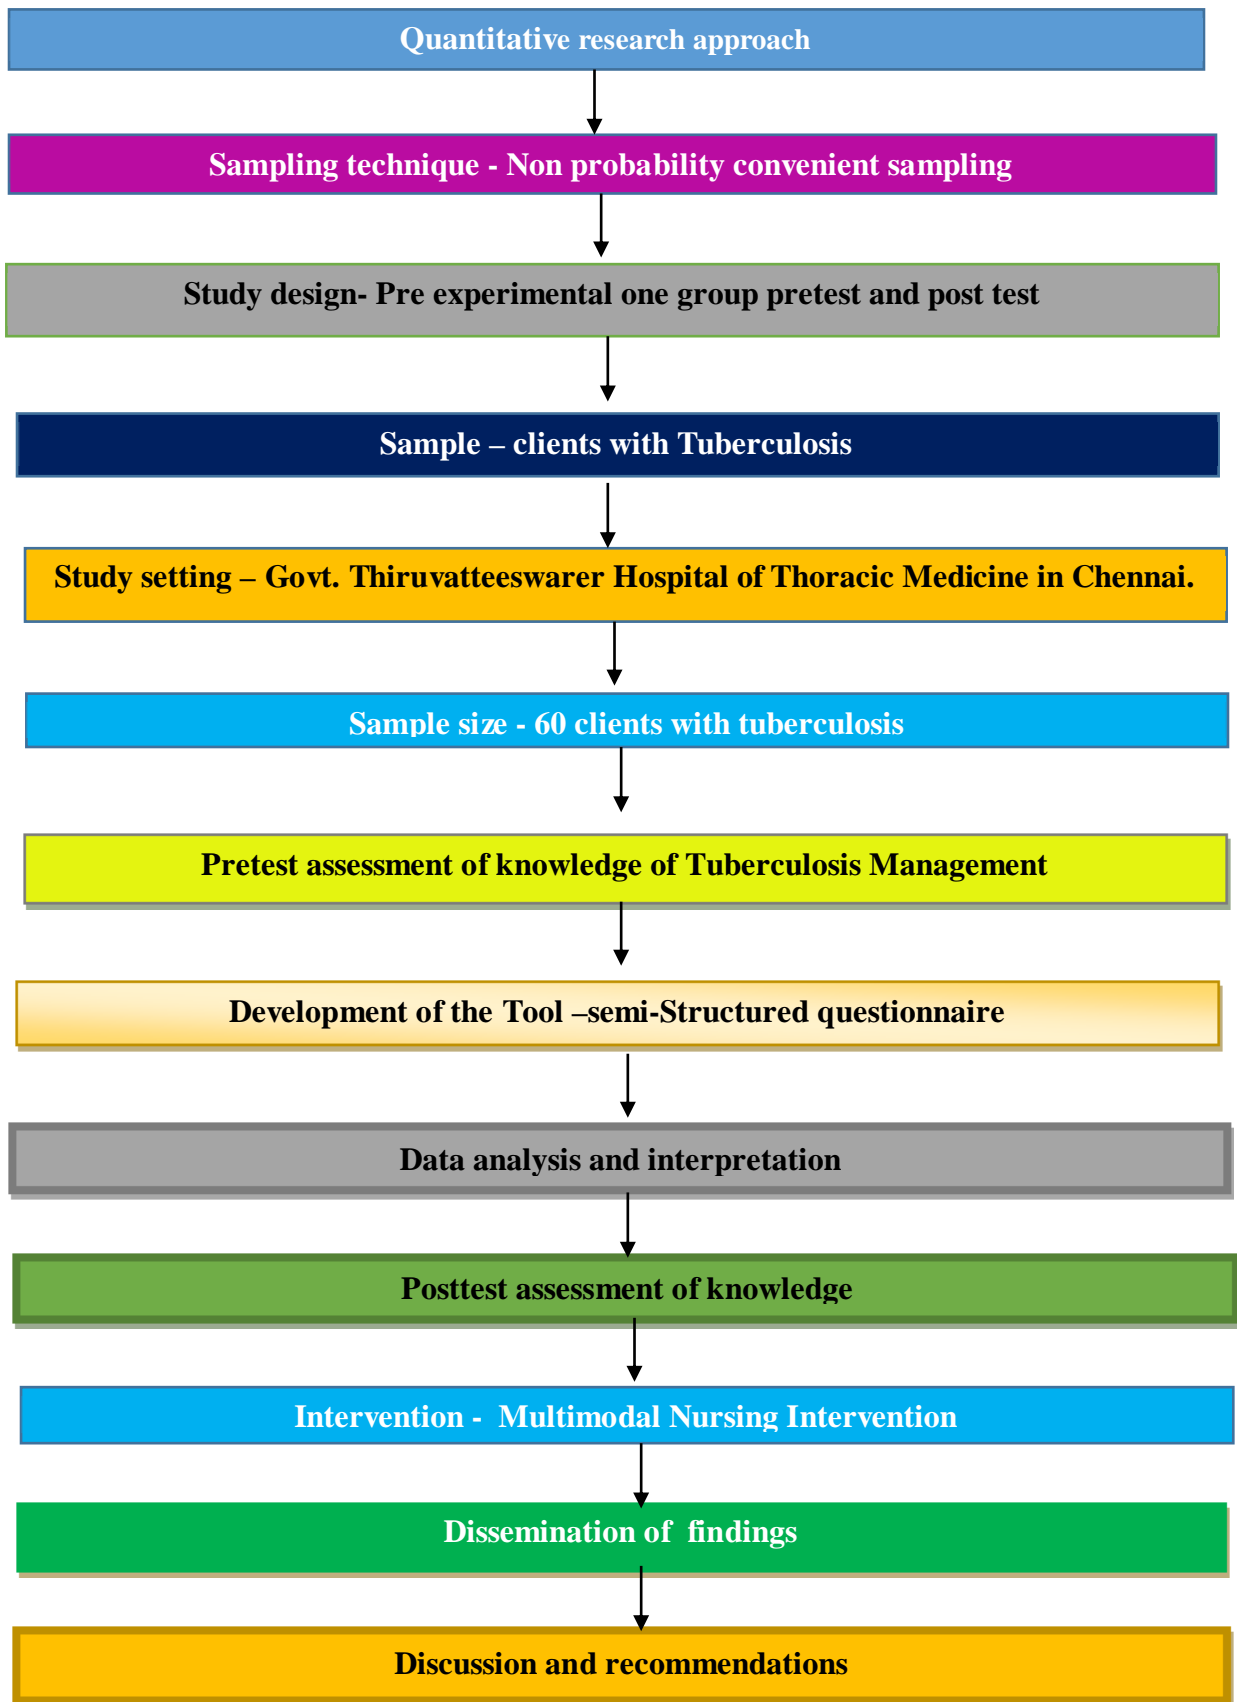 Quantitative research approach
Sampling technique - Non probability convenient sampling
Study design- Pre experimental one group pretest and post test
Sample – clients with Tuberculosis
Study setting – Govt. Thiruvatteeswarer Hospital of Thoracic Medicine in Chennai.
Sample size - 60 clients with tuberculosis
Pretest assessment of knowledge of Tuberculosis Management
Development of the Tool –semi-Structured questionnaire
Data analysis and interpretation
Posttest assessment of knowledge
Intervention - Multimodal Nursing Intervention
Dissemination of findings
Discussion and recommendations